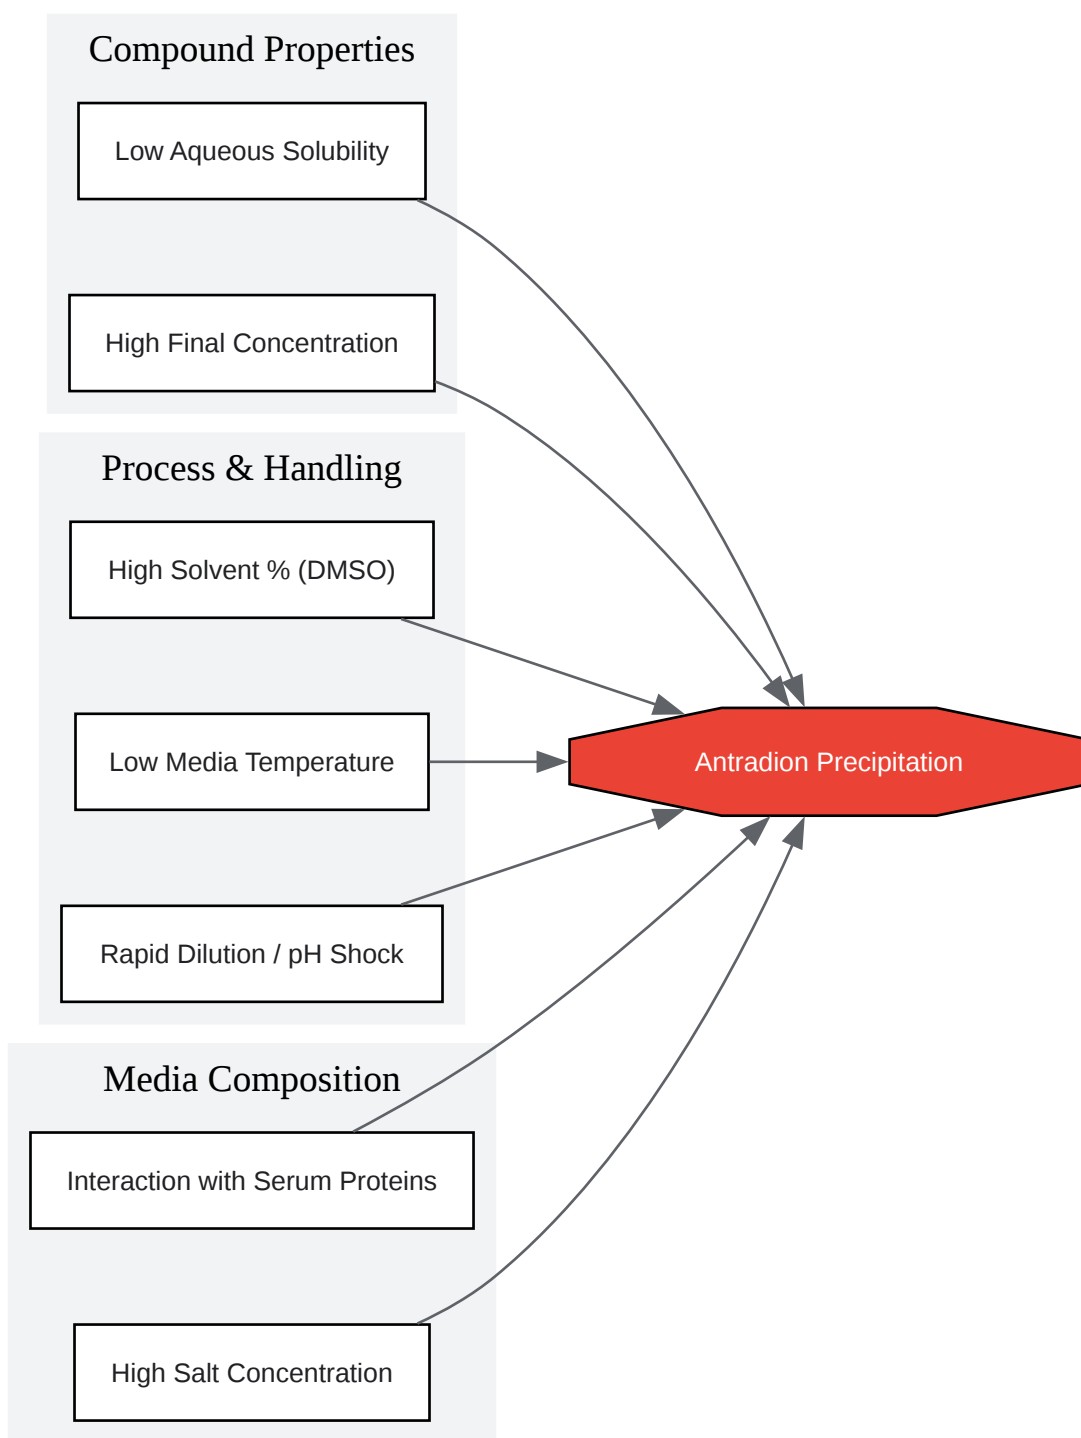 Compound Properties
Low Aqueous Solubility
High Final Concentration
Process & Handling
High Solvent % (DMSO)
Low Media Temperature
Rapid Dilution / pH Shock
Antradion Precipitation
Media Composition
Interaction with Serum Proteins
High Salt Concentration